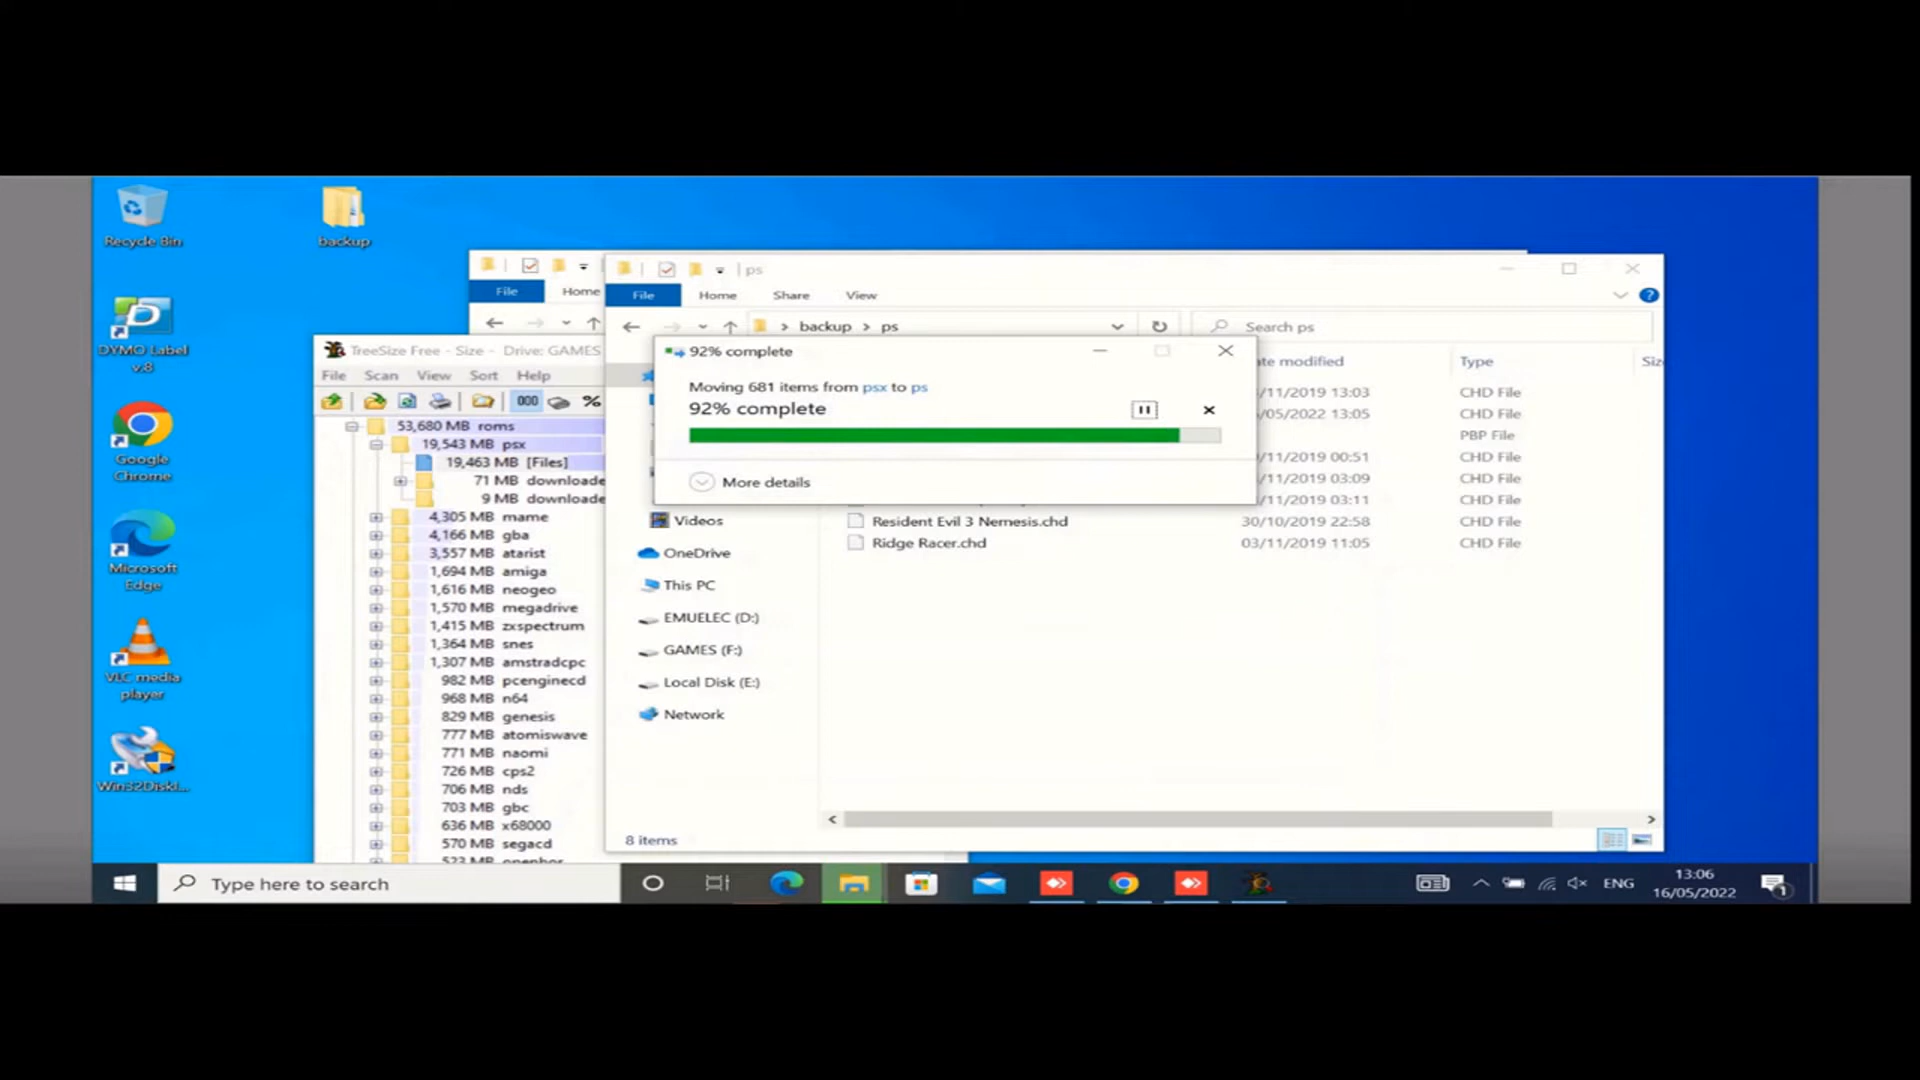 Recycle Bin
backup
DYMO Label
v.8
Google
Chrome
Microsoft
Edge
VLC media
player
Win32DiskI...
File
Home
TreeSize Free - Size - Drive: GAMES
File Scan View Sort Help
000 %
53,680 MB roms
19,543 MB psx
19,463 MB [Files]
71 MB downloade
9 MB downloade
4,305 MB mame
4,166 MB gba
3,557 MB atarist
1,694 MB amiga
1,616 MB neogeo
1,570 MB megadrive
1,415 MB zxspectrum
1,364 MB snes
1,307 MB amstradcpc
982 MB pcenginecd
968 MB n64
829 MB genesis
777 MB atomiswave
771 MB naomi
726 MB cps2
706 MB nds
703 MB gbc
636 MB x68000
570 MB segacd
ps
File Home Share View
backup > ps
Search ps
92% complete
Moving 681 items from psx to ps
92% complete
More details
te modified Type Siz
/11/2019 13:03 CHD File
/05/2022 13:05 CHD File
PBP File
/11/2019 00:51 CHD File
/11/2019 03:09 CHD File
/11/2019 03:11 CHD File
Resident Evil 3 Nemesis.chd 30/10/2019 22:58 CHD File
Ridge Racer.chd 03/11/2019 11:05 CHD File
Videos
OneDrive
This PC
EMUELEC (D:)
GAMES (F:)
Local Disk (E:)
Network
8 items
Type here to search
ENG
13:06
16/05/2022
1